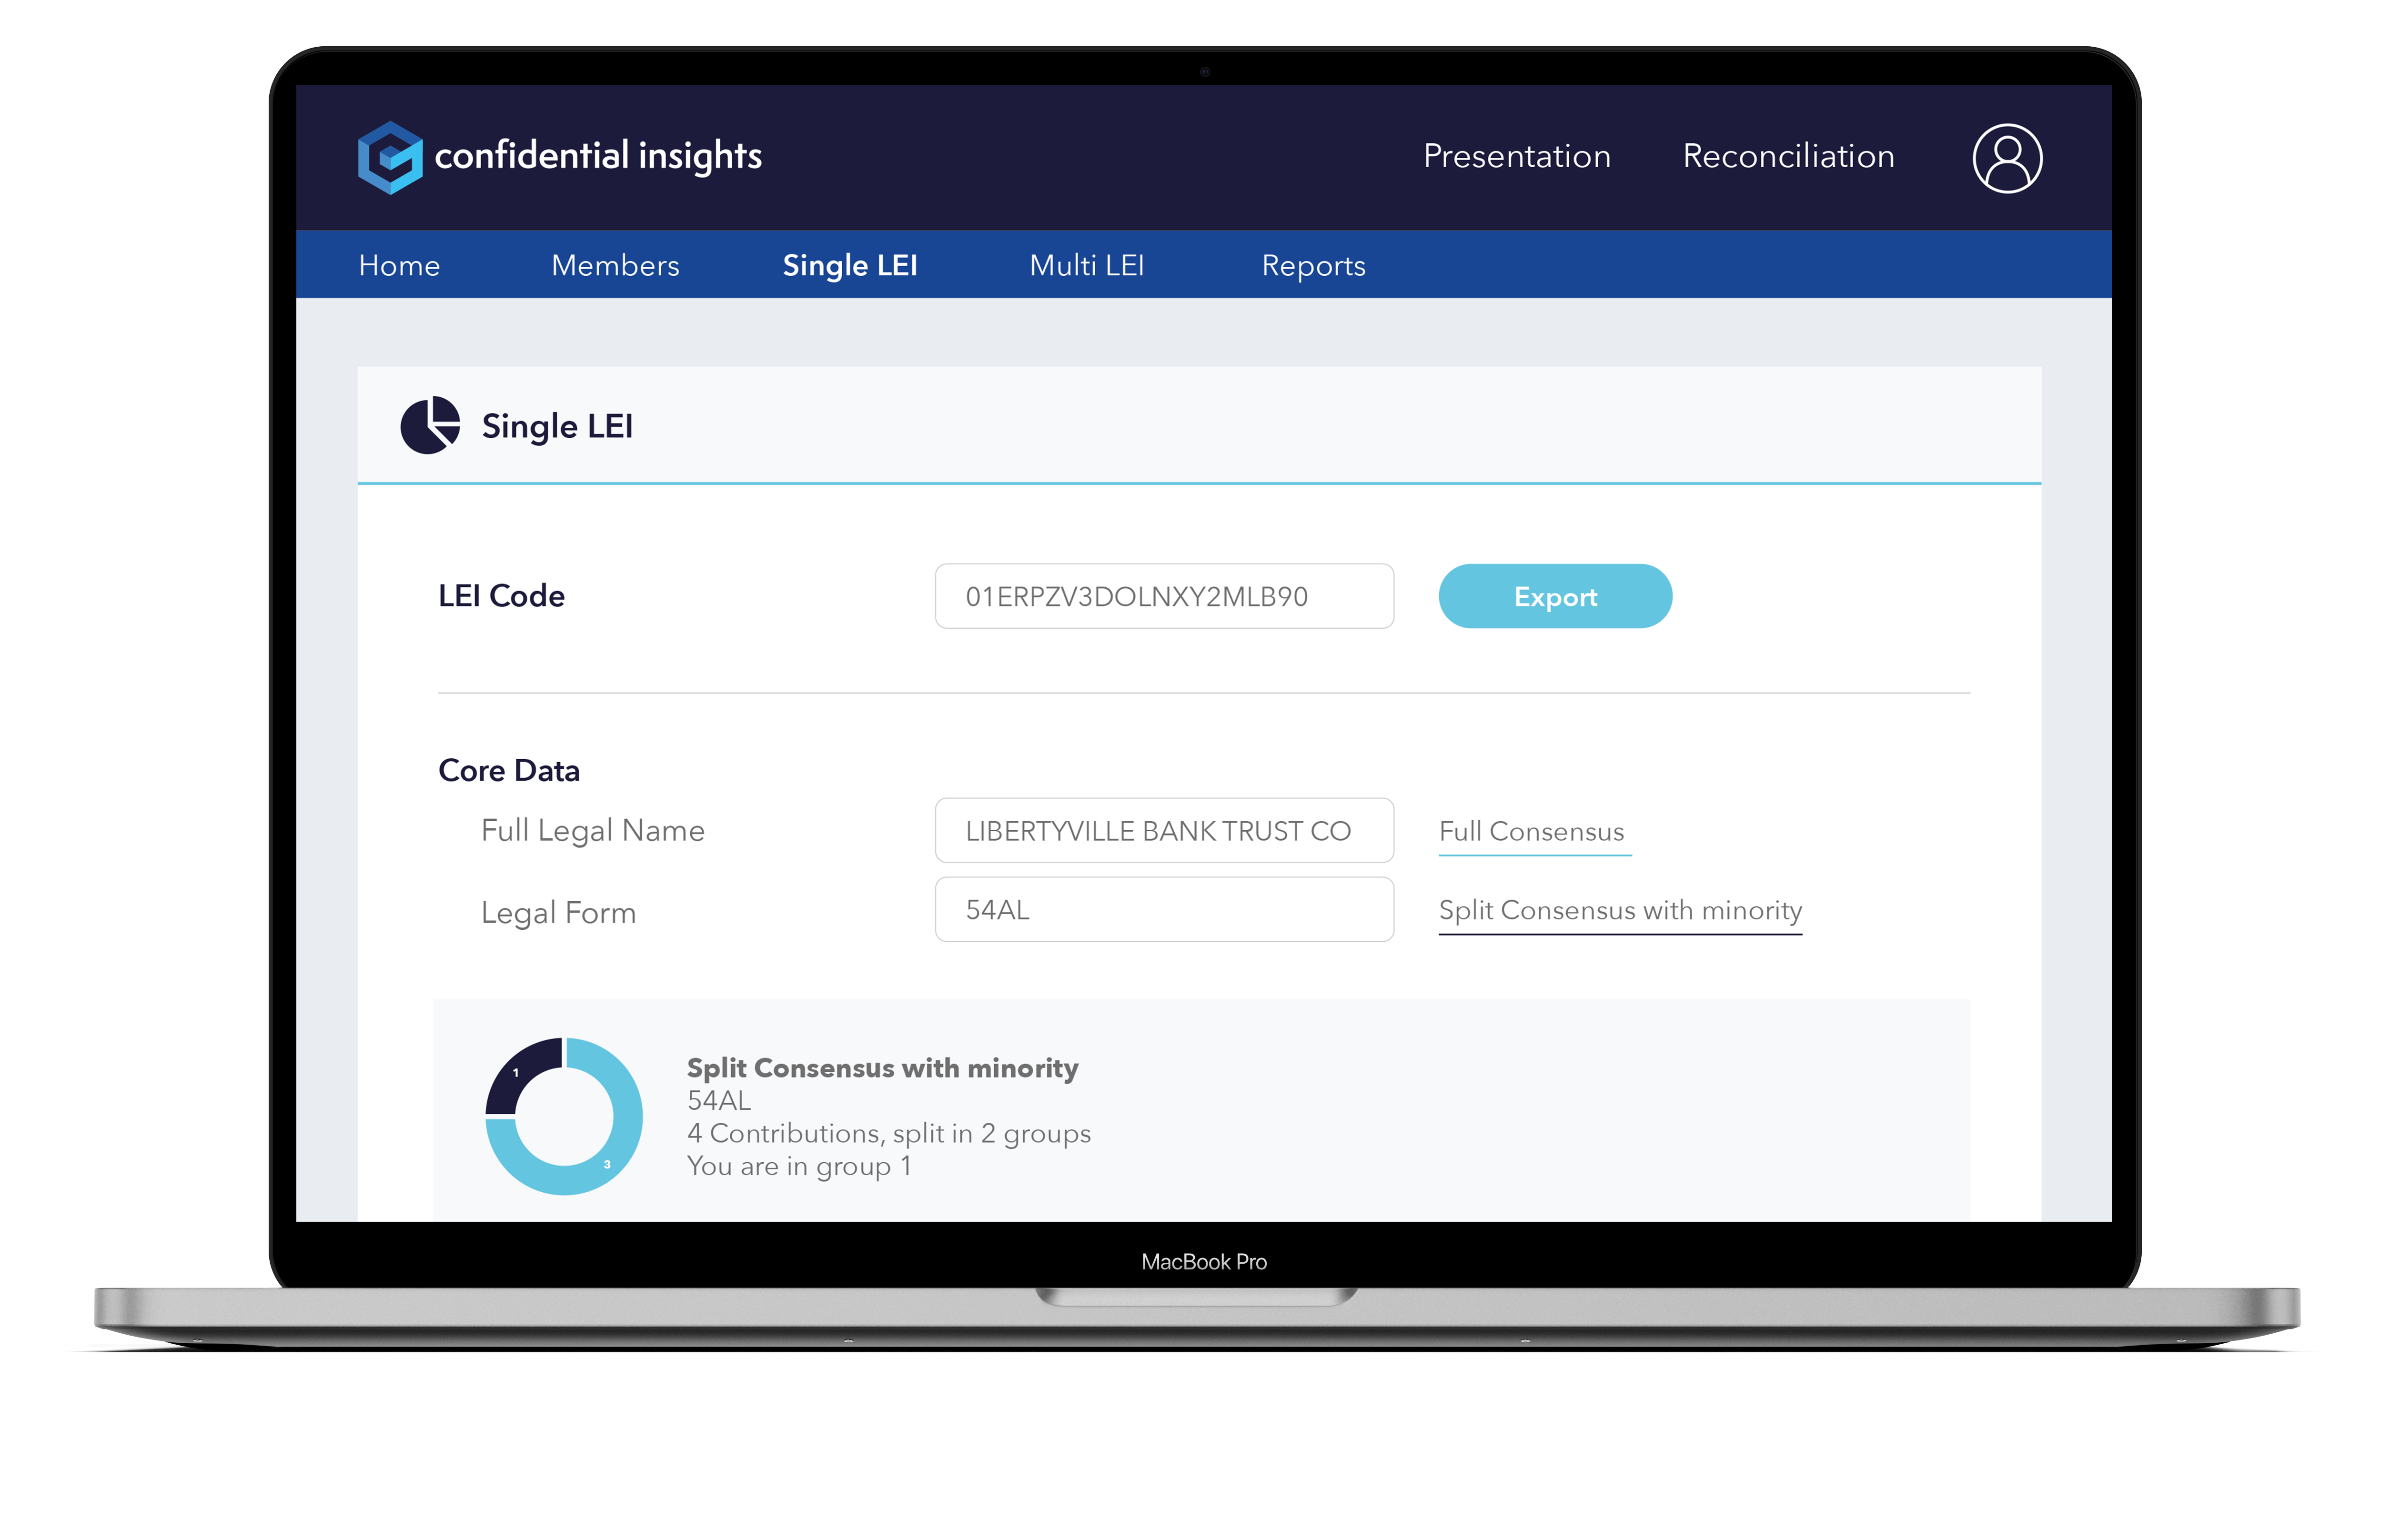 confidential insights
Presentation
Reconciliation
Home
Members
Single LEI
Multi LEI
Reports
Single LEI
LEI Code
01ERPZV3DOLNXY2MLB90
Export
Core Data
Full Legal Name
LIBERTYVILLE BANK TRUST CO
Full Consensus
Legal Form
54AL
Split Consensus with minority
1
3
Split Consensus with minority
54AL
4 Contributions, split in 2 groups
You are in group 1
MacBook Pro